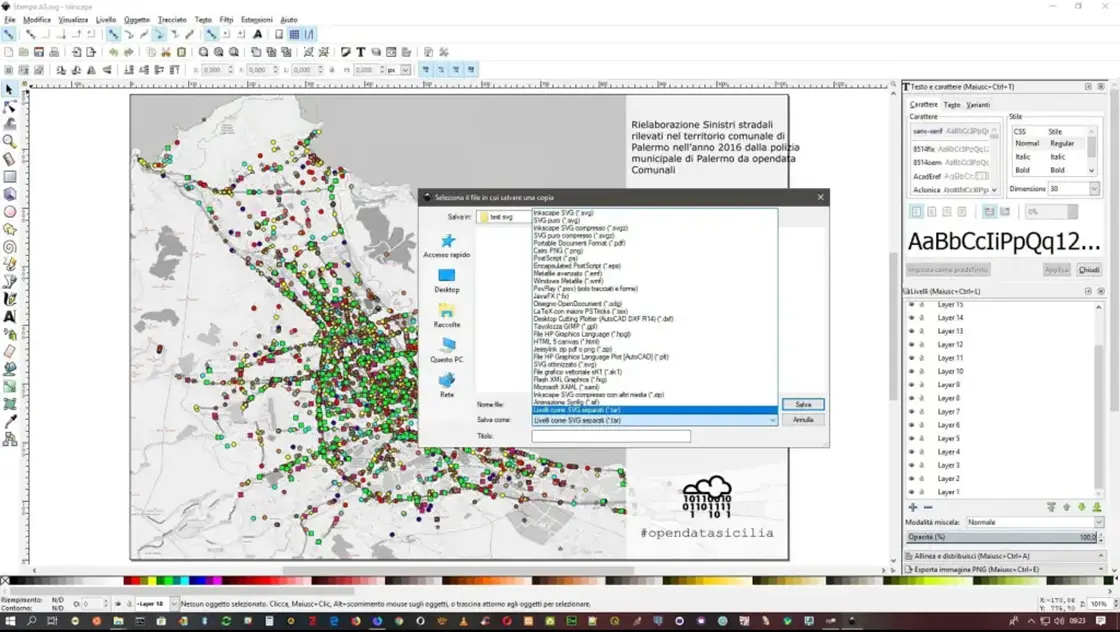 Stampa A3.svg - Inkscape
File Modifica Visualizza Livello Oggetto Tracciato Testo Filtri Estensioni Aiuto
X: 0,000 Y: 0,000 L: 0,000 H: 0,000 px
Rielaborazione Sinistri stradali
rilevati nel territorio comunale di
Palermo nell'anno 2016 dalla polizia
municipale di Palermo da opendata
Comunali
Seleziona il file in cui salvare una copia
Salva in: test svg
Accesso rapido
Desktop
Raccolte
Questo PC
Rete
Inkscape SVG (*.svg)
SVG puro (*.svg)
Inkscape SVG compresso (*.svgz)
SVG puro compresso (*.svgz)
Portable Document Format (*.pdf)
Cairo PNG (*.png)
PostScript (*.ps)
Encapsulated PostScript (*.eps)
Metafile avanzato (*.emf)
Windows Metafile (*.wmf)
PovRay (*.pov) (solo tracciati e forme)
JavaFX (*.fx)
Disegno OpenDocument (*.odg)
LaTeX con macro PSTricks (*.tex)
Desktop Cutting Plotter (AutoCAD DXF R14) (*.dxf)
Tavolozza GIMP (*.gpl)
File HP Graphics Language (*.hpgl)
HTML 5 canvas (*.html)
JessyInk zip pdf o png (*.zip)
File HP Graphics Language Plot [AutoCAD] (*.plt)
SVG ottimizzato (*.svg)
File grafico vettoriale sK1 (*.sk1)
Flash XML Graphics (*.fxg)
Microsoft XAML (*.xaml)
Inkscape SVG compresso con altri media (*.zip)
Animazione Synfig (*.sif)
Livelli come SVG separati (*.tar)
Nome file:
Salva
Salva come: Livelli come SVG separati (*.tar)
Annulla
Titolo:
10110010
01101111
1 10 1
#opendatasicilia
Testo e carattere (Maiusc+Ctrl+T)
Carattere Testo Varianti
Carattere
Stile
sans-serif AaBbCcIiPpQq
8514fix AaBbCcIiPpQq12
8514oem AaBbCcIiPpQq
AcadEref AaBbCc
Aclonica AaBbCcIiPpQq
CSS Stile
Normal Regular
Italic Italic
Bold Bold
Dimensione 30
0%
AaBbCcIiPpQq12...
Imposta come predefinito Applica Chiudi
Livelli (Maiusc+Ctrl+L)
Layer 15
Layer 14
Layer 13
Layer 12
Layer 11
Layer 10
Layer 9
Layer 8
Layer 7
Layer 6
Layer 5
Layer 4
Layer 3
Layer 2
Layer 1
Modalità miscela: Normale
Opacità (%) 100,0
Allinea e distribuisci (Maiusc+Ctrl+A)
Esporta immagine PNG (Maiusc+Ctrl+E)
Riempimento: N/D
Contorno: N/D
O: 0
Layer 18
Nessun oggetto selezionato. Clicca, Maiusc+Clic, Alt+scorrimento mouse sugli oggetti, o trascina attorno agli oggetti per selezionare.
Z: 101%
09:23